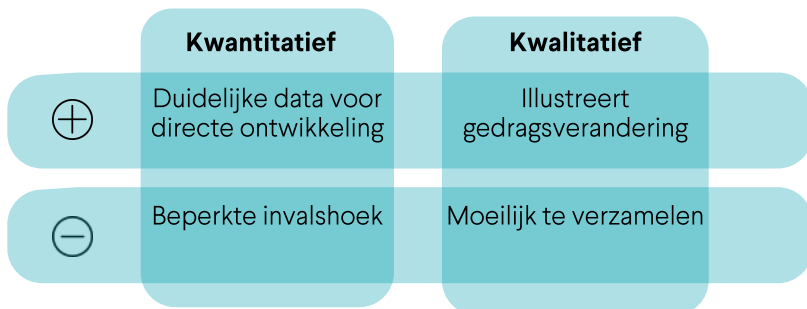 Kwantitatief
Kwalitatief
Duidelijke data voor
directe ontwikkeling
Illustreert
gedragsverandering
Beperkte invalshoek
Moeilijk te verzamelen